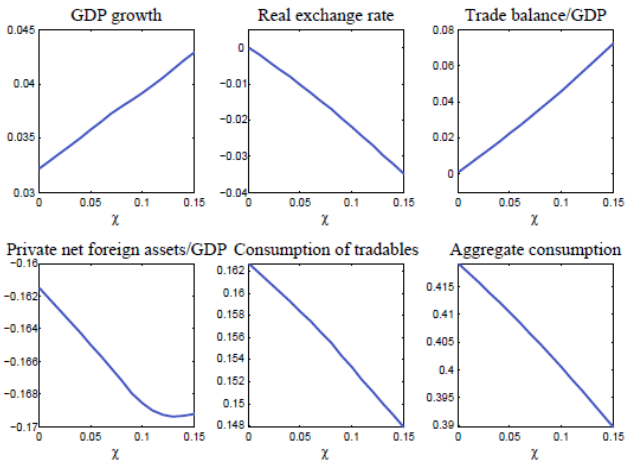 GDP growth Real exchange rate Trade balance/GDP
0.045 0.04 0.035 0.03
0 −0.01 −0.02 −0.03 −0.04
0.08 0.06 0.04 0.02 0
0 0.05 0.1 0.15 0 0.05 0.1 0.15 0 0.05 0.1 0.15
χ χ χ
Private net foreign assets/GDP Consumption of tradables Aggregate consumption
−0.16 −0.162 −0.164 −0.166 −0.168 −0.17
0.162 0.16 0.158 0.156 0.154 0.152 0.15 0.148
0.415 0.41 0.405 0.4 0.395 0.39
0 0.05 0.1 0.15 0 0.05 0.1 0.15 0 0.05 0.1 0.15
χ χ χ